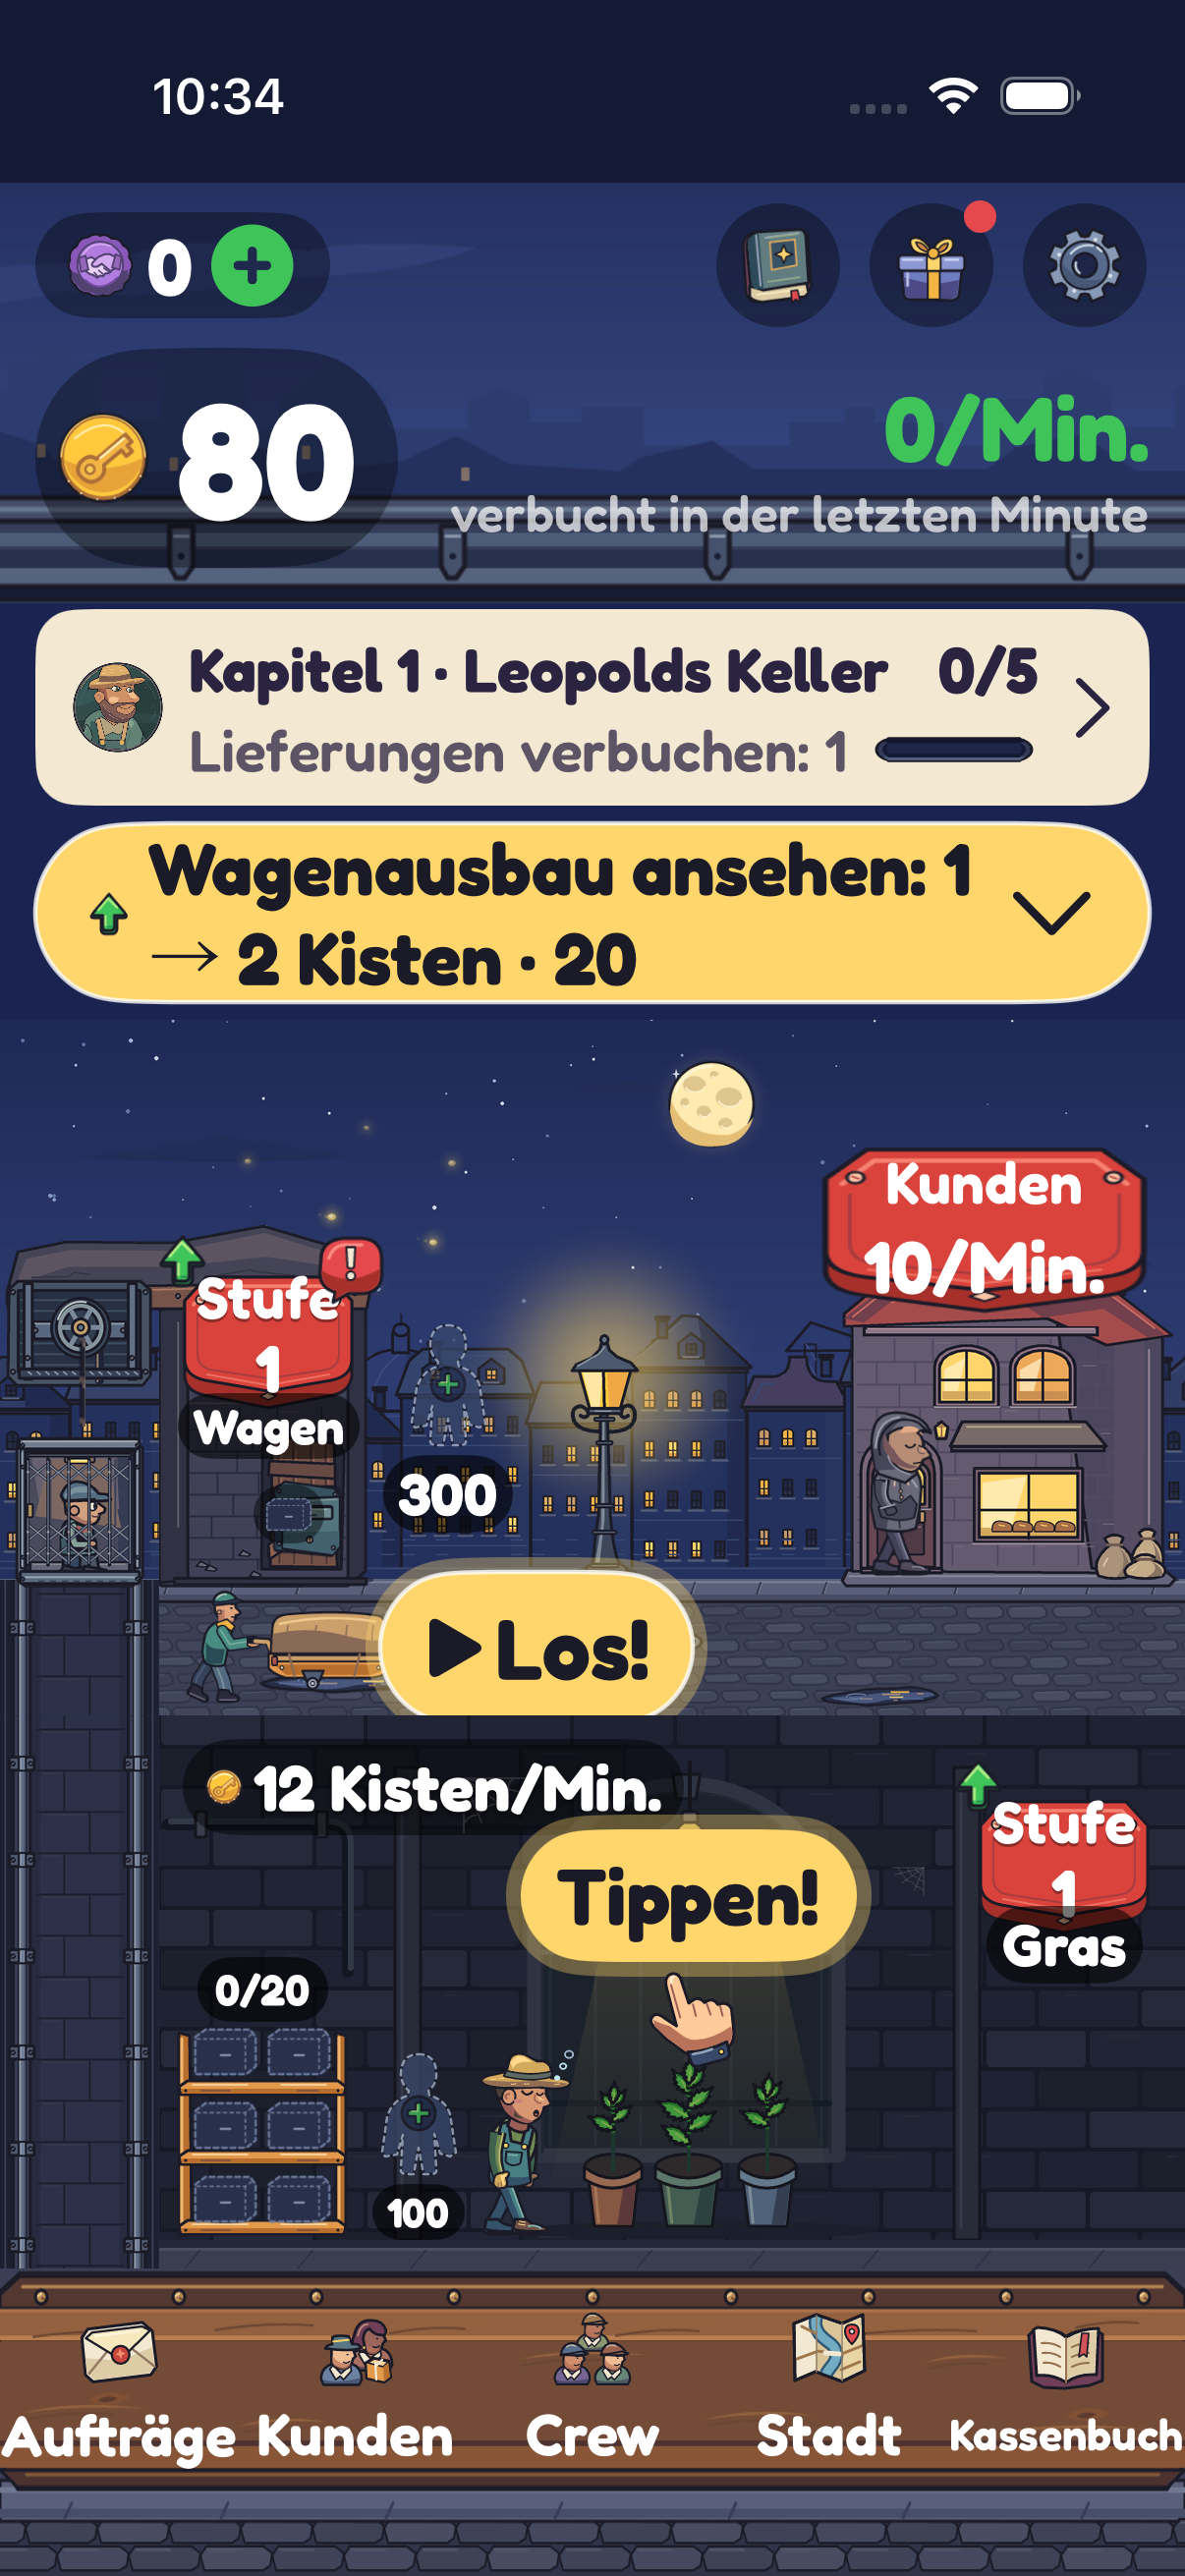 10:34
0
80
0/Min.
verbucht in der letzten Minute
Kapitel 1 · Leopolds Keller 0/5
Lieferungen verbuchen: 1
Wagenausbau ansehen: 1
→ 2 Kisten · 20
Kunden
10/Min.
Stufe
1
Wagen
300
Los!
12 Kisten/Min.
Tippen!
Stufe
1
Gras
0/20
100
Aufträge Kunden Crew Stadt Kassenbuch